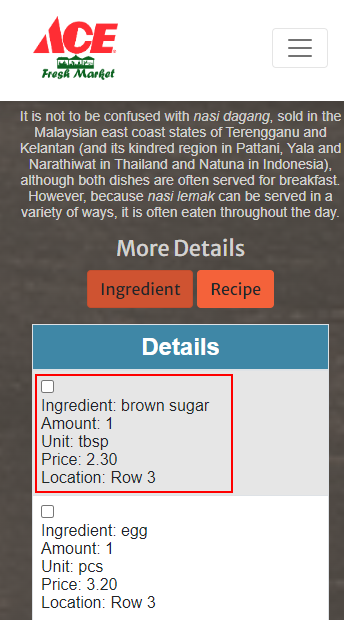 ACE
Fresh Market
It is not to be confused with nasi dagang, sold in the
Malaysian east coast states of Terengganu and
Kelantan (and its kindred region in Pattani, Yala and
Narathiwat in Thailand and Natuna in Indonesia),
although both dishes are often served for breakfast.
However, because nasi lemak can be served in a
variety of ways, it is often eaten throughout the day.
More Details
Ingredient Recipe
Details
Ingredient: brown sugar
Amount: 1
Unit: tbsp
Price: 2.30
Location: Row 3
Ingredient: egg
Amount: 1
Unit: pcs
Price: 3.20
Location: Row 3